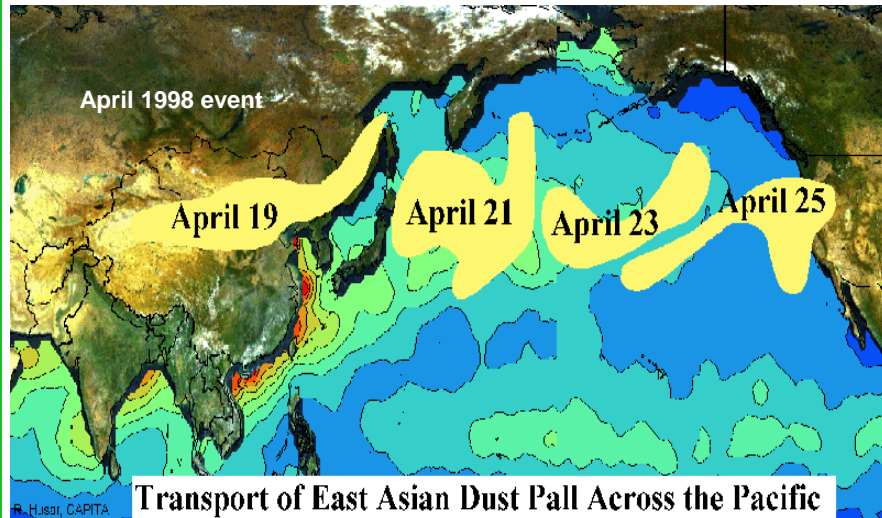 April 1998 event
April 19
April 21
April 23
April 25
R. Husar, CAPITA
Transport of East Asian Dust Pall Across the Pacific